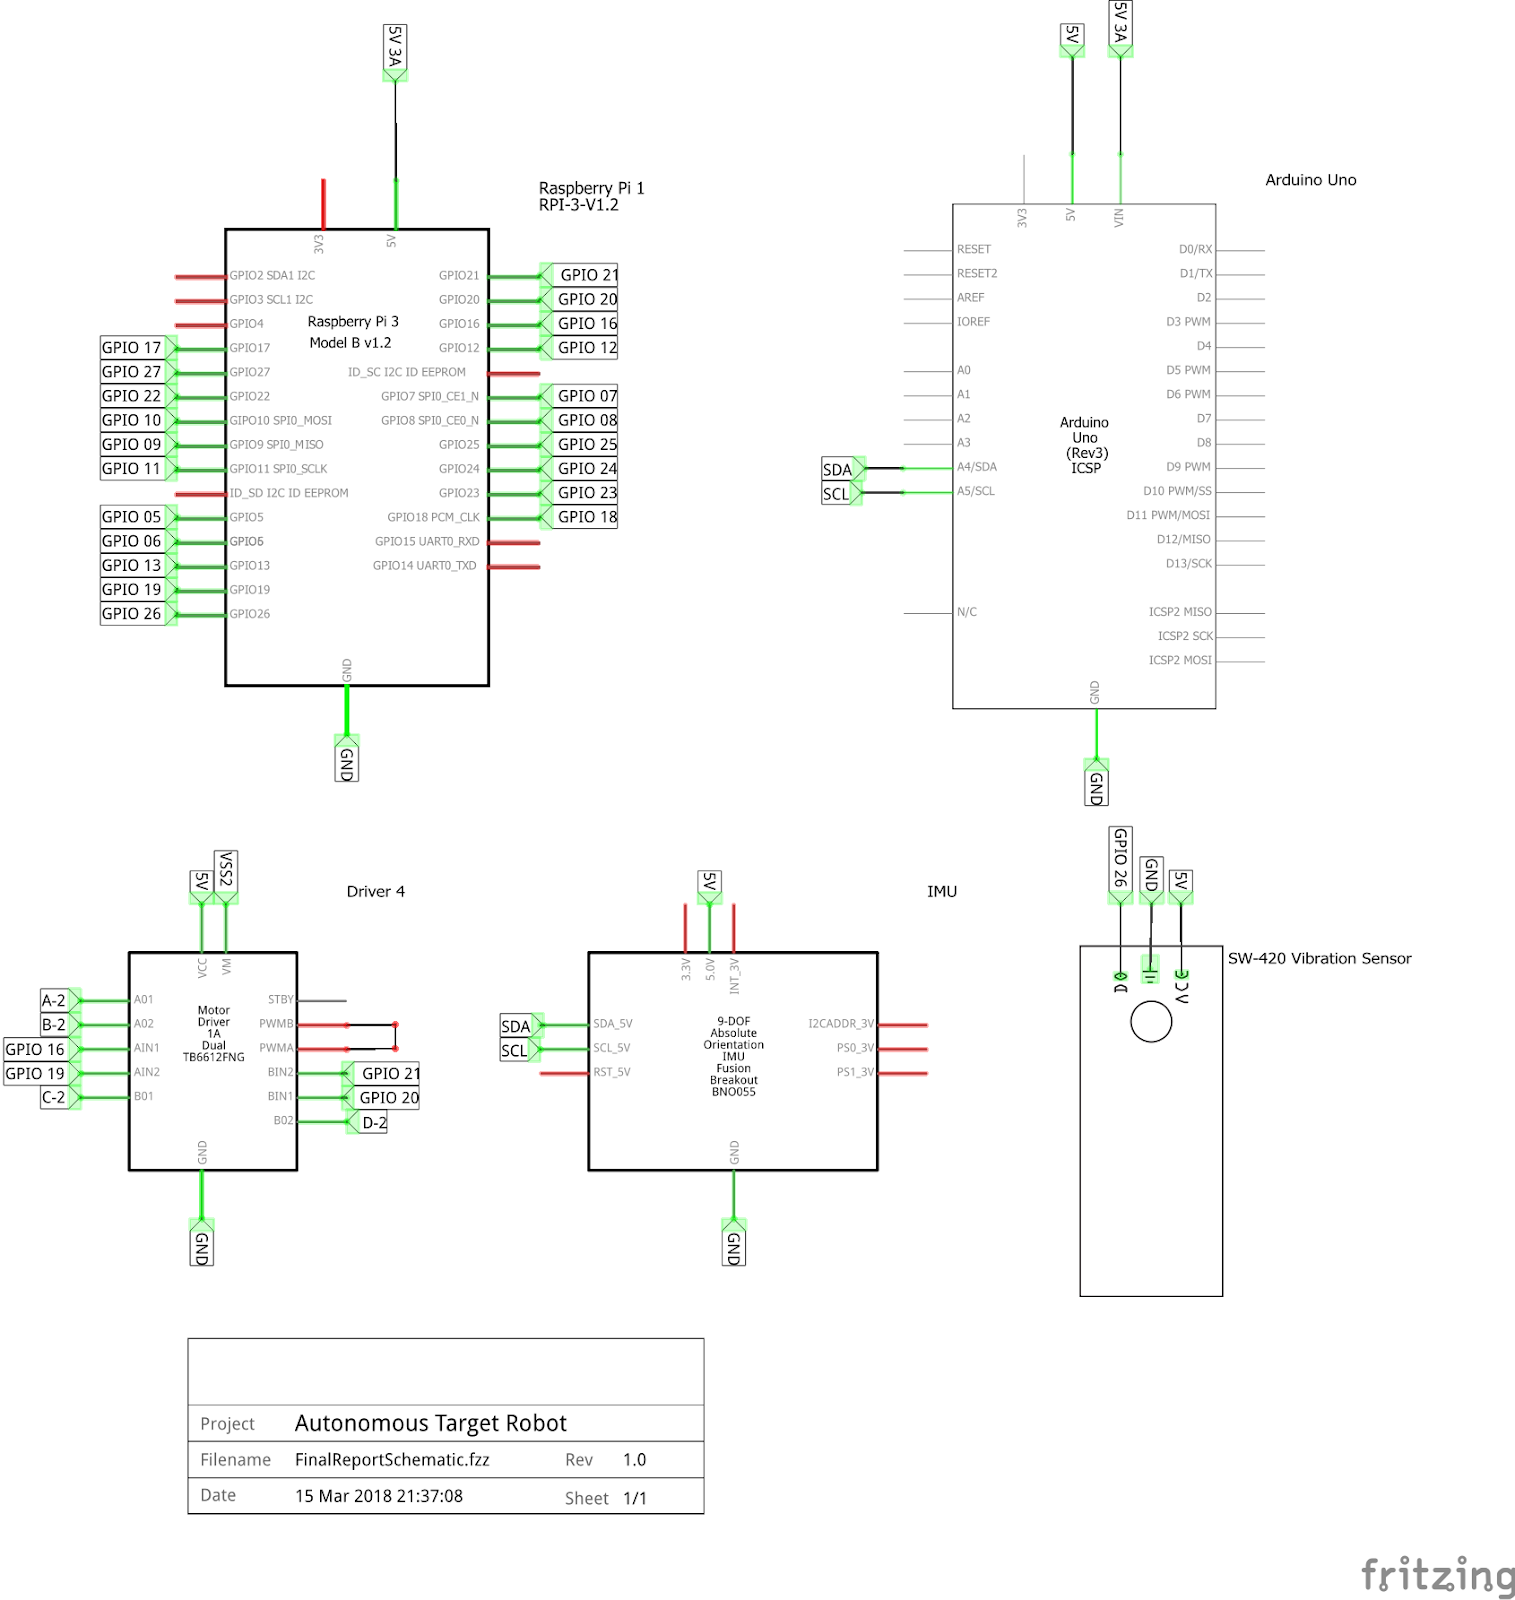 5V 3A
Raspberry Pi 1
RPI-3-V1.2
3V3
5V
GPIO2 SDA1 I2C
GPIO3 SCL1 I2C
GPIO4
GPIO 17
GPIO17
GPIO 27
GPIO27
GPIO 22
GPIO22
GPIO 10
GIPO10 SPI0_MOSI
GPIO 09
GPIO9 SPI0_MISO
GPIO 11
GPIO11 SPI0_SCLK
ID_SD I2C ID EEPROM
GPIO 05
GPIO5
GPIO 06
GPIO6
GPIO 13
GPIO13
GPIO 19
GPIO19
GPIO 26
GPIO26
Raspberry Pi 3
Model B v1.2
GPIO21
GPIO 21
GPIO20
GPIO 20
GPIO16
GPIO 16
GPIO12
GPIO 12
ID_SC I2C ID EEPROM
GPIO7 SPI0_CE1_N
GPIO 07
GPIO8 SPI0_CE0_N
GPIO 08
GPIO25
GPIO 25
GPIO24
GPIO 24
GPIO23
GPIO 23
GPIO18 PCM_CLK
GPIO 18
GPIO15 UART0_RXD
GPIO14 UART0_TXD
GND
GND
5V
5V 3A
Arduino Uno
3V3
5V
VIN
RESET
RESET2
AREF
IOREF
A0
A1
A2
A3
SDA
A4/SDA
SCL
A5/SCL
N/C
Arduino
Uno
(Rev3)
ICSP
D0/RX
D1/TX
D2
D3 PWM
D4
D5 PWM
D6 PWM
D7
D8
D9 PWM
D10 PWM/SS
D11 PWM/MOSI
D12/MISO
D13/SCK
ICSP2 MISO
ICSP2 SCK
ICSP2 MOSI
GND
GND
5V
VSS2
Driver 4
VCC
VM
A-2
A01
B-2
A02
GPIO 16
AIN1
GPIO 19
AIN2
C-2
B01
Motor
Driver
1A
Dual
TB6612FNG
STBY
PWMB
PWMA
BIN2
GPIO 21
BIN1
GPIO 20
B02
D-2
GND
GND
5V
IMU
3.3V
5.0V
INT_3V
SDA
SDA_5V
SCL
SCL_5V
RST_5V
9-DOF
Absolute
Orientation
IMU
Fusion
Breakout
BNO055
I2CADDR_3V
PS0_3V
PS1_3V
GND
GND
GPIO 26
GND
5V
SW-420 Vibration Sensor
Project Autonomous Target Robot
Filename FinalReportSchematic.fzz Rev 1.0
Date 15 Mar 2018 21:37:08 Sheet 1/1
fritzing